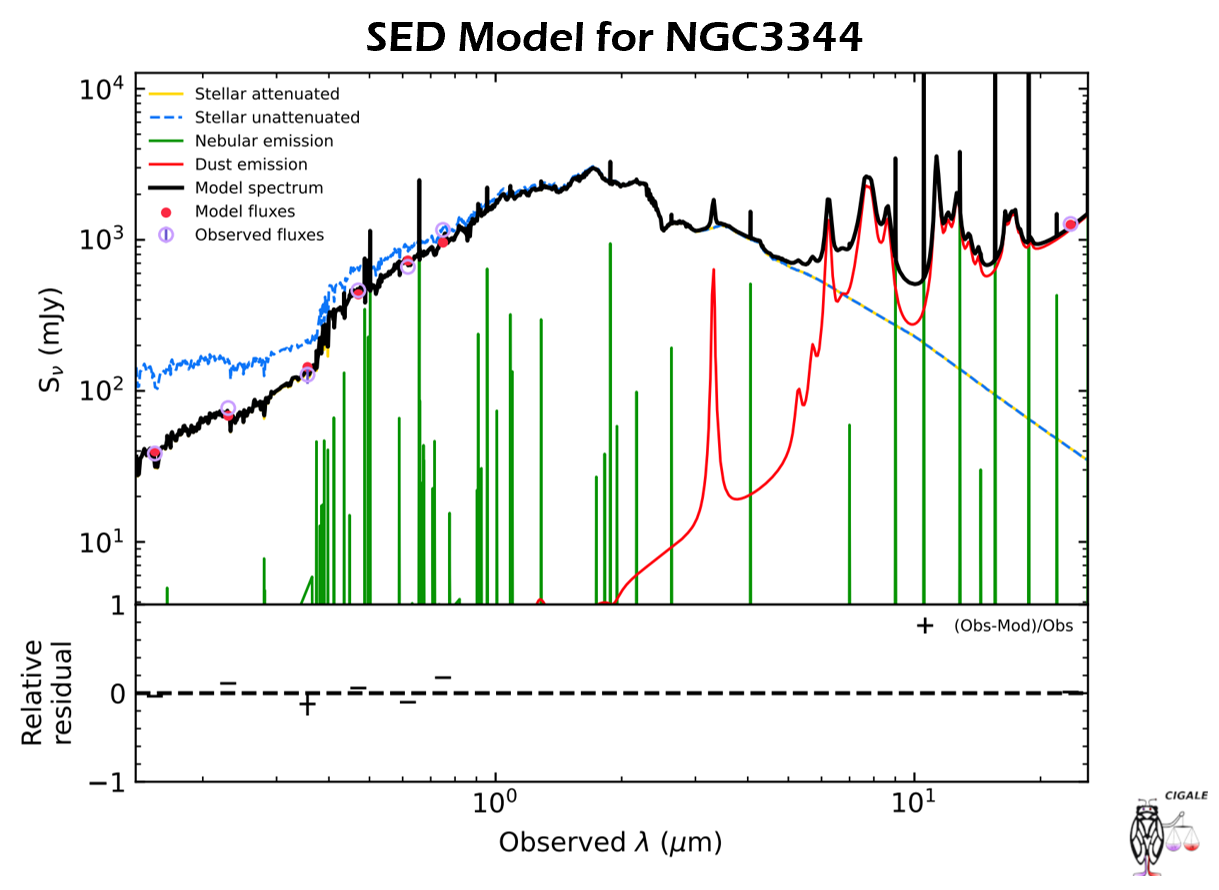 SED Model for NGC3344
10⁴
Stellar attenuated
Stellar unattenuated
Nebular emission
Dust emission
Model spectrum
Model fluxes
Observed fluxes
10³
Sν (mJy)
10²
10¹
1
(Obs-Mod)/Obs
Relative
residual
0
−1
10⁰
10¹
Observed λ (μm)
CIGALE